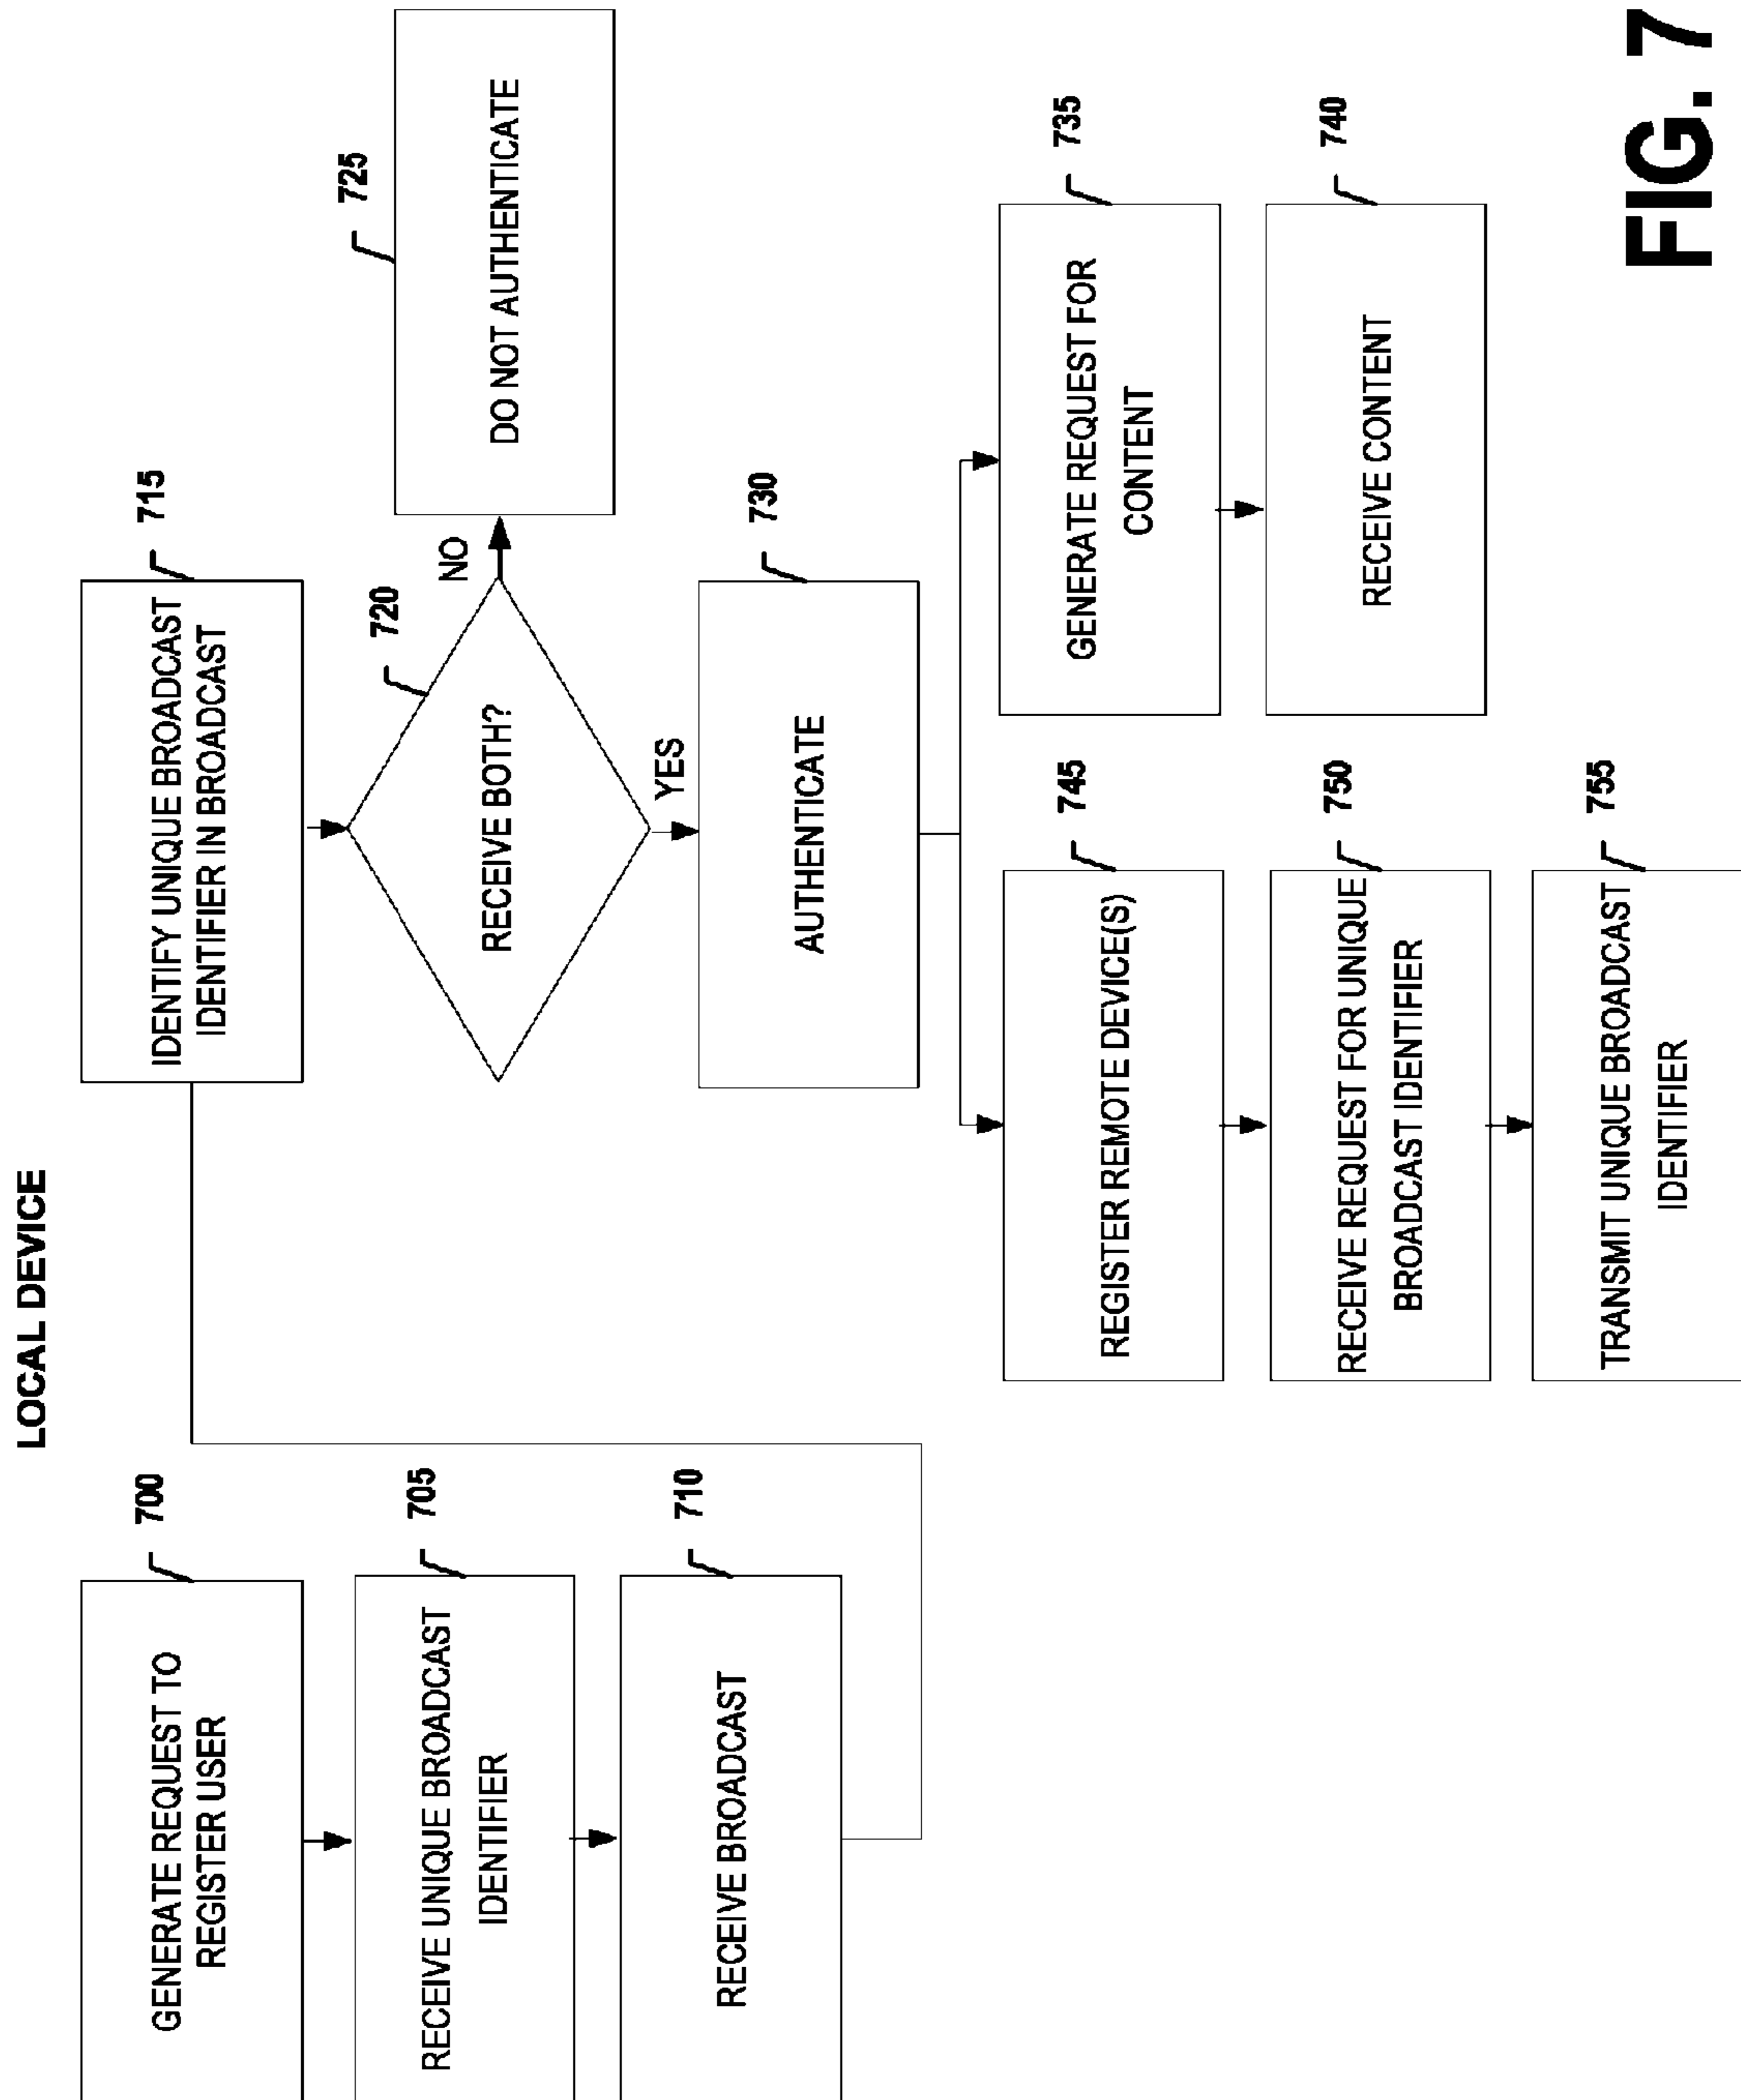 LOCAL DEVICE
700
GENERATE REQUEST TO
REGISTER USER
705
RECEIVE UNIQUE BROADCAST
IDENTIFIER
710
RECEIVE BROADCAST
715
IDENTIFY UNIQUE BROADCAST
IDENTIFIER IN BROADCAST
720
RECEIVE BOTH?
NO
725
DO NOT AUTHENTICATE
YES
730
AUTHENTICATE
735
GENERATE REQUEST FOR
CONTENT
740
RECEIVE CONTENT
745
REGISTER REMOTE DEVICE(S)
750
RECEIVE REQUEST FOR UNIQUE
BROADCAST IDENTIFIER
755
TRANSMIT UNIQUE BROADCAST
IDENTIFIER
FIG. 7